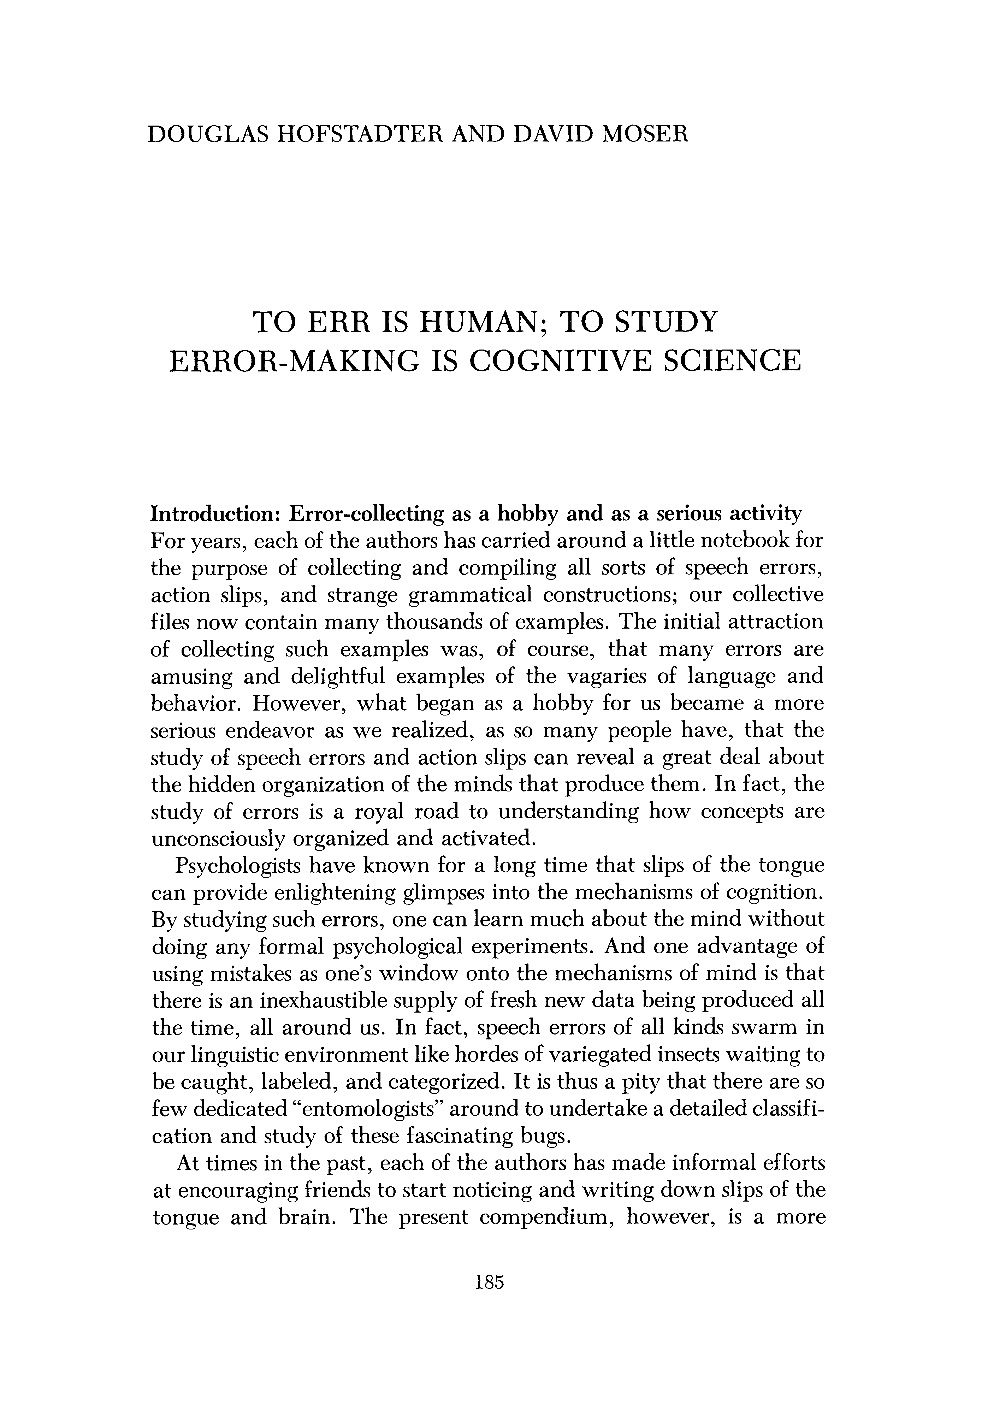 DOUGLAS HOFSTADTER AND DAVID MOSER
TO ERR IS HUMAN; TO STUDY
ERROR-MAKING IS COGNITIVE SCIENCE
Introduction: Error-collecting as a hobby and as a serious activity
For years, each of the authors has carried around a little notebook for
the purpose of collecting and compiling all sorts of speech errors,
action slips, and strange grammatical constructions; our collective
files now contain many thousands of examples. The initial attraction
of collecting such examples was, of course, that many errors are
amusing and delightful examples of the vagaries of language and
behavior. However, what began as a hobby for us became a more
serious endeavor as we realized, as so many people have, that the
study of speech errors and action slips can reveal a great deal about
the hidden organization of the minds that produce them. In fact, the
study of errors is a royal road to understanding how concepts are
unconsciously organized and activated.
Psychologists have known for a long time that slips of the tongue
can provide enlightening glimpses into the mechanisms of cognition.
By studying such errors, one can learn much about the mind without
doing any formal psychological experiments. And one advantage of
using mistakes as one's window onto the mechanisms of mind is that
there is an inexhaustible supply of fresh new data being produced all
the time, all around us. In fact, speech errors of all kinds swarm in
our linguistic environment like hordes of variegated insects waiting to
be caught, labeled, and categorized. It is thus a pity that there are so
few dedicated “entomologists” around to undertake a detailed classifi-
cation and study of these fascinating bugs.
At times in the past, each of the authors has made informal efforts
at encouraging friends to start noticing and writing down slips of the
tongue and brain. The present compendium, however, is a more
185